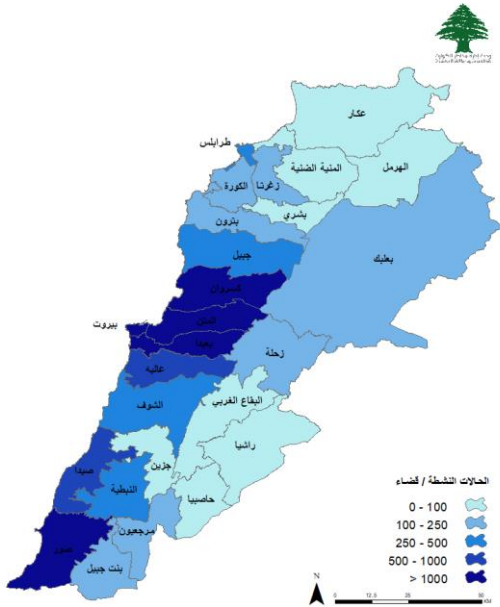 عكار
طرابلس
المنية الضنية
الهرمل
زغرتا
الكورة
بشري
بترون
بعلبك
جبيل
كسروان
المتن
بيروت
بعبدا
زحلة
عاليه
البقاع الغربي
الشوف
راشيا
صيدا
جزين
النبطية
حاصبيا
مرجعيون
صور
بنت جبيل
الحالات النشطة / قضاء
0 - 100
100 - 250
250 - 500
500 - 1000
> 1000
N
0 12.5 25 50